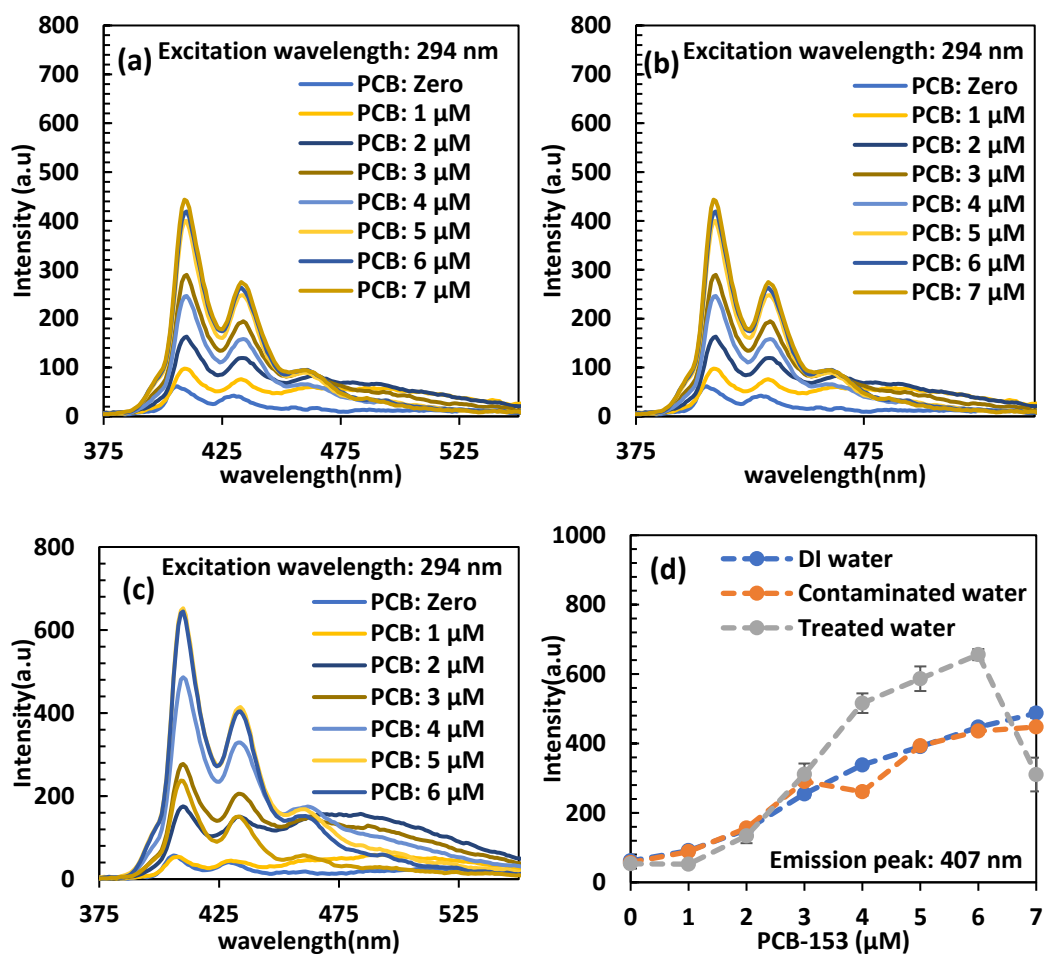 (a)
Excitation wavelength: 294 nm
PCB: Zero
PCB: 1 µM
PCB: 2 µM
PCB: 3 µM
PCB: 4 µM
PCB: 5 µM
PCB: 6 µM
PCB: 7 µM
800
700
600
500
400
300
200
100
0
Intensity (a.u)
375 425 475 525
wavelength(nm)
(b)
Excitation wavelength: 294 nm
PCB: Zero
PCB: 1 µM
PCB: 2 µM
PCB: 3 µM
PCB: 4 µM
PCB: 5 µM
PCB: 6 µM
PCB: 7 µM
800
700
600
500
400
300
200
100
0
Intensity (a.u)
375 475
wavelength(nm)
(c)
Excitation wavelength: 294 nm
PCB: Zero
PCB: 1 µM
PCB: 2 µM
PCB: 3 µM
PCB: 4 µM
PCB: 5 µM
PCB: 6 µM
800
600
400
200
0
Intensity(a.u)
375 425 475 525
wavelength(nm)
(d)
DI water
Contaminated water
Treated water
1000
800
600
400
200
0
Intensity(a.u)
Emission peak: 407 nm
0 1 2 3 4 5 6 7
PCB-153 (µM)